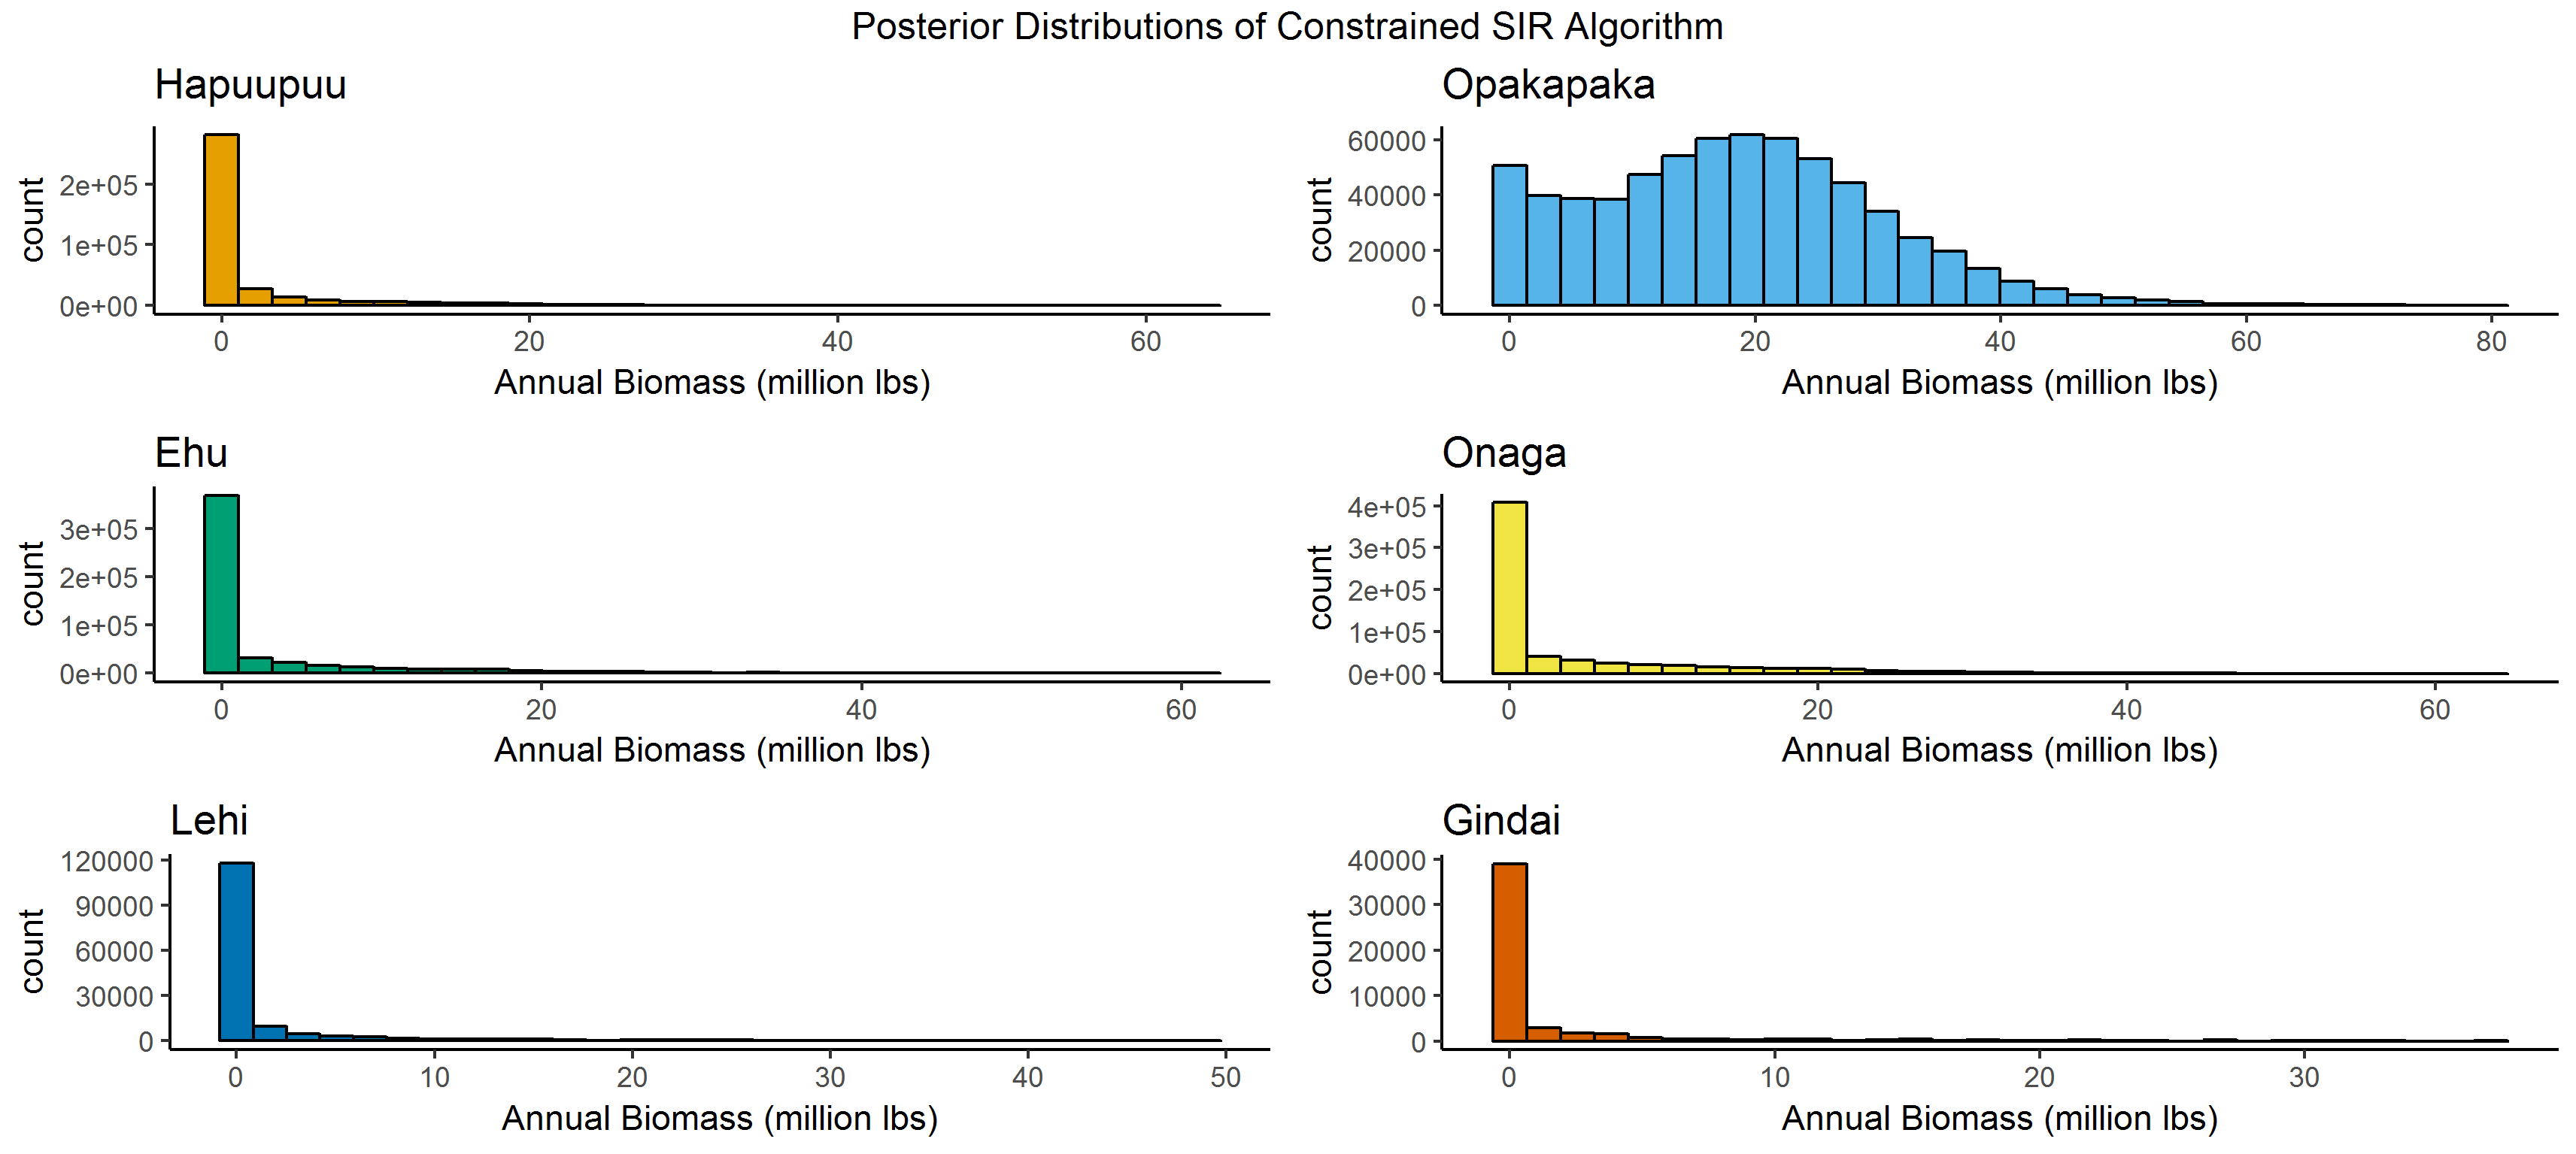 Posterior Distributions of Constrained SIR Algorithm
Hapuupuu
count
2e+05
1e+05
0e+00
0 20 40 60
Annual Biomass (million lbs)
Opakapaka
count
60000
40000
20000
0
0 20 40 60 80
Annual Biomass (million lbs)
Ehu
count
3e+05
2e+05
1e+05
0e+00
0 20 40 60
Annual Biomass (million lbs)
Onaga
count
4e+05
3e+05
2e+05
1e+05
0e+00
0 20 40 60
Annual Biomass (million lbs)
Lehi
count
120000
90000
60000
30000
0
0 10 20 30 40 50
Annual Biomass (million lbs)
Gindai
count
40000
30000
20000
10000
0
0 10 20 30
Annual Biomass (million lbs)